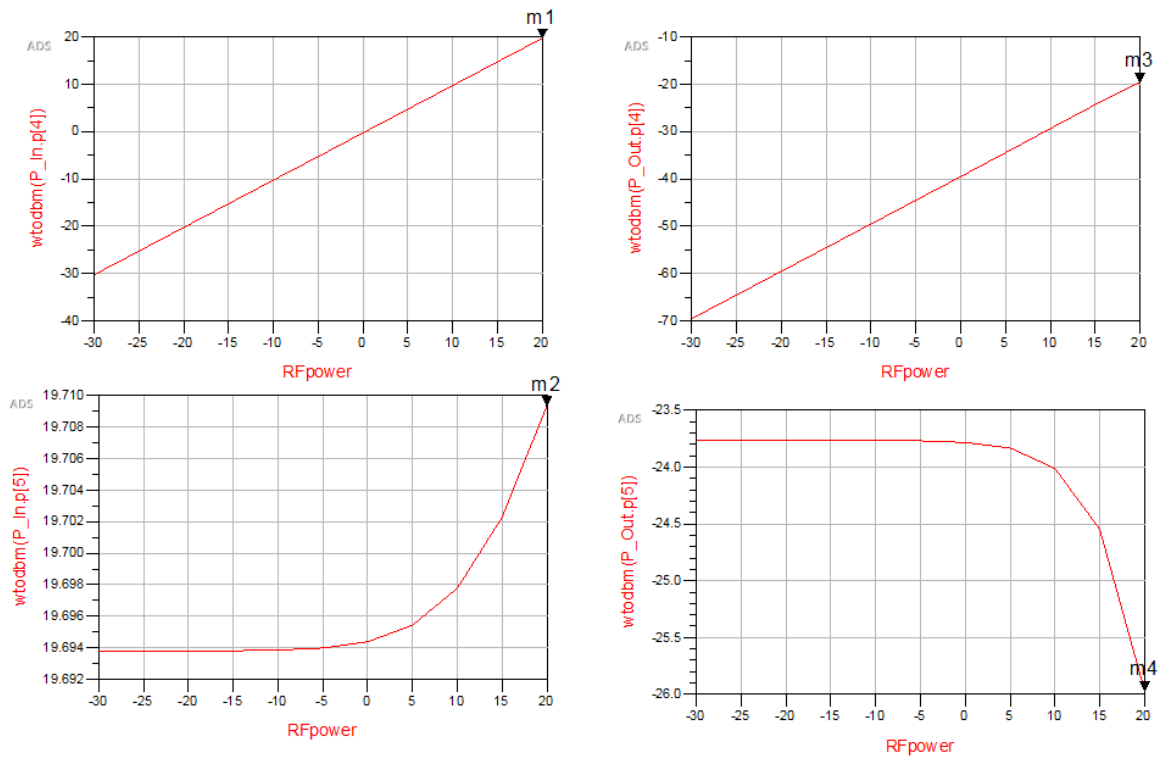 m1
ADS
20
10
0
-10
-20
-30
-40
wtodbm(P_In.p[4])
-30 -25 -20 -15 -10 -5 0 5 10 15 20
RFpower
m3
ADS
-10
-20
-30
-40
-50
-60
-70
wtodbm(P_Out.p[4])
-30 -25 -20 -15 -10 -5 0 5 10 15 20
RFpower
m2
ADS
19.710
19.708
19.706
19.704
19.702
19.700
19.698
19.696
19.694
19.692
wtodbm(P_In.p[5])
-30 -25 -20 -15 -10 -5 0 5 10 15 20
RFpower
ADS
-23.5
-24.0
-24.5
-25.0
-25.5
-26.0
wtodbm(P_Out.p[5])
m4
-30 -25 -20 -15 -10 -5 0 5 10 15 20
RFpower